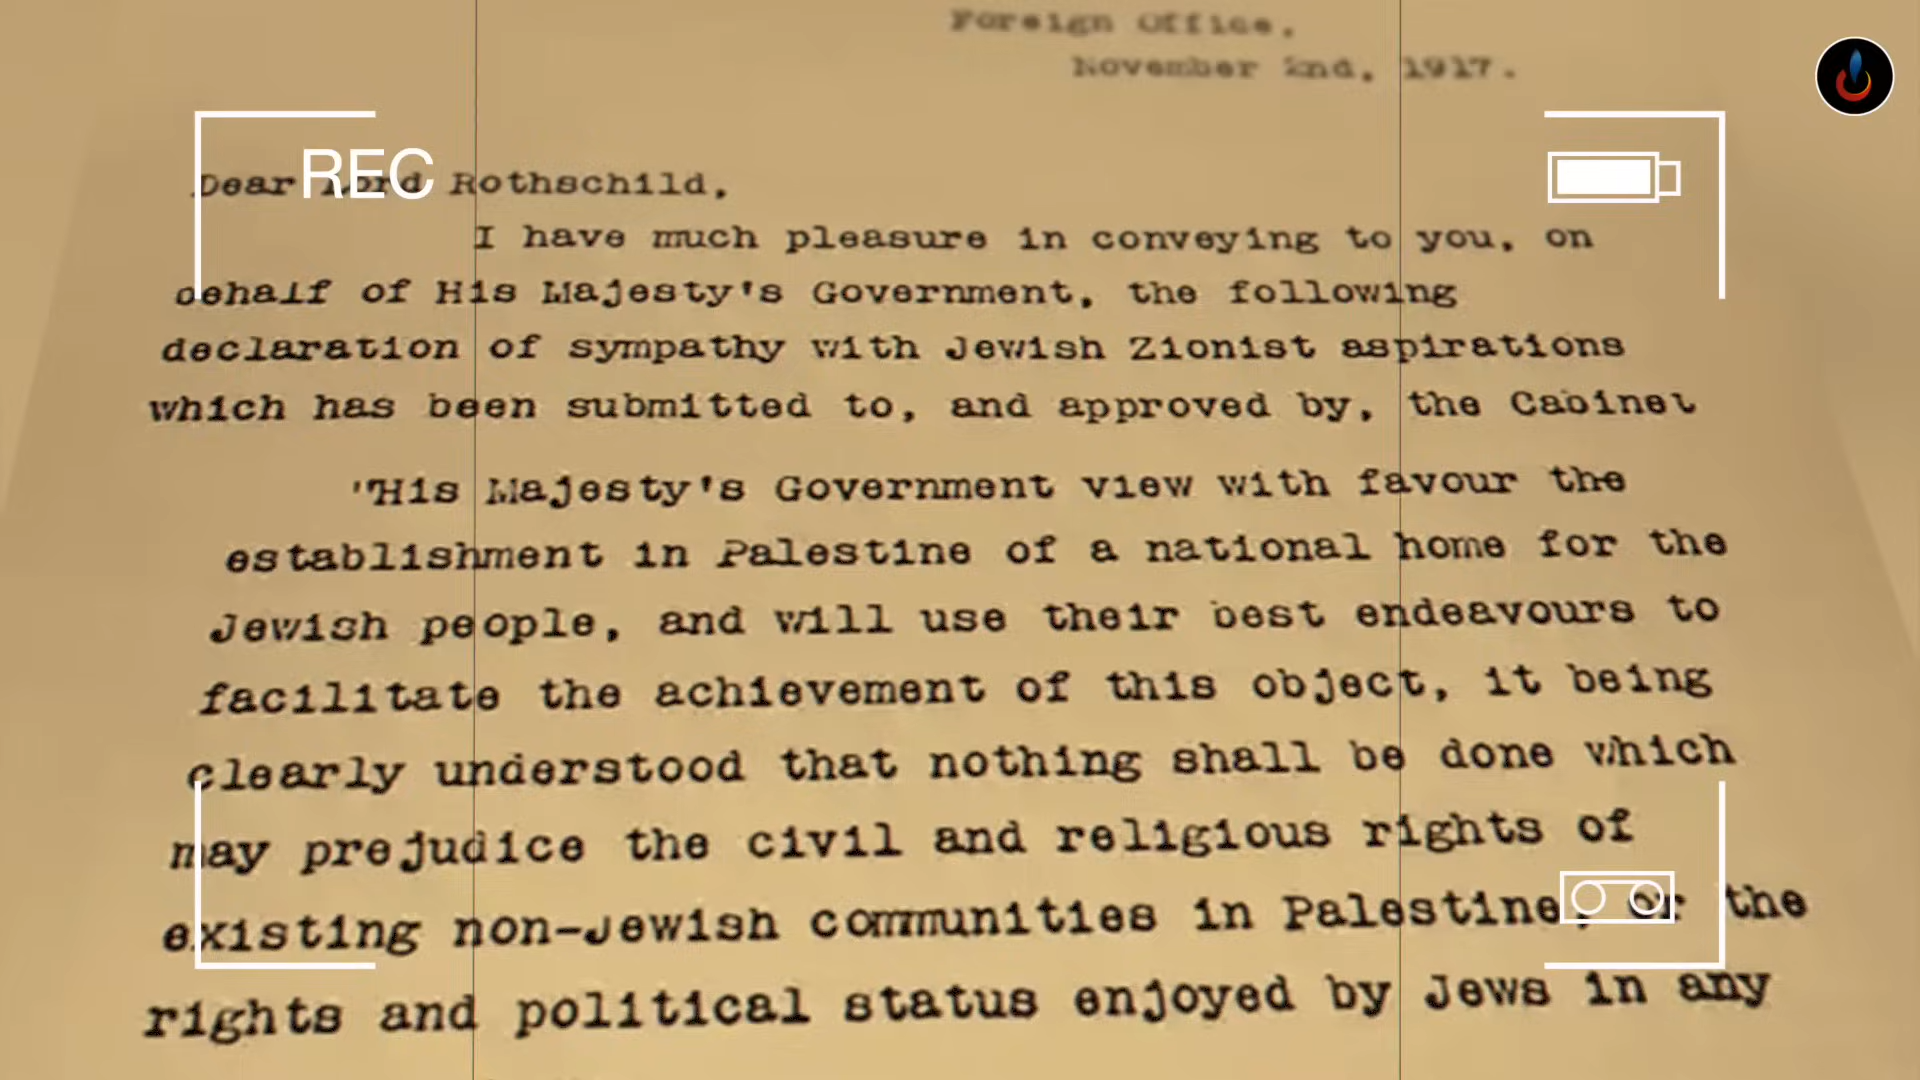 Foreign Office,
November 2nd, 1917.
REC
Dear Lord Rothschild,
I have much pleasure in conveying to you, on
behalf of His Majesty's Government, the following
declaration of sympathy with Jewish Zionist aspirations
which has been submitted to, and approved by, the Cabinet
"His Majesty's Government view with favour the
establishment in Palestine of a national home for the
Jewish people, and will use their best endeavours to
facilitate the achievement of this object, it being
clearly understood that nothing shall be done which
may prejudice the civil and religious rights of
existing non-Jewish communities in Palestine, or the
rights and political status enjoyed by Jews in any